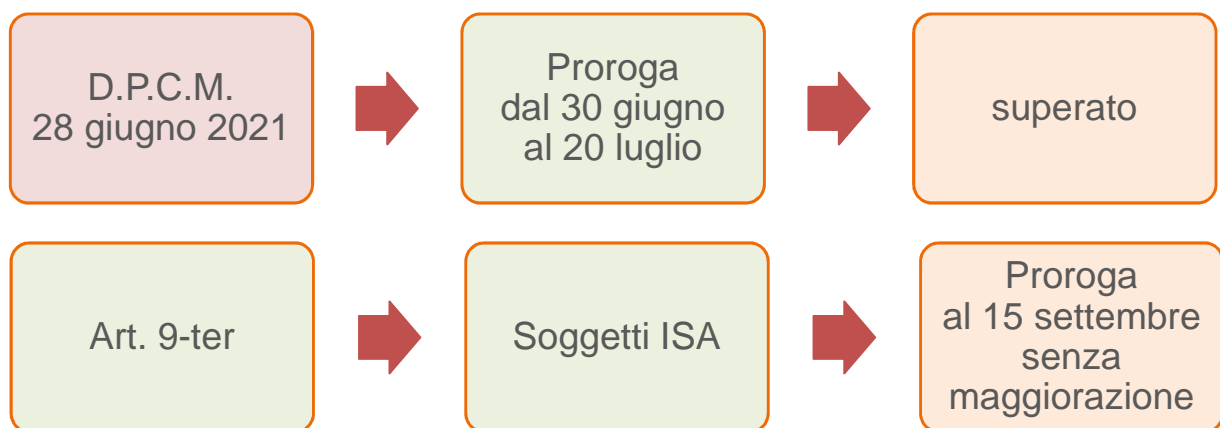 D.P.C.M.
28 giugno 2021
Proroga
dal 30 giugno
al 20 luglio
superato
Art. 9-ter
Soggetti ISA
Proroga
al 15 settembre
senza
maggiorazione